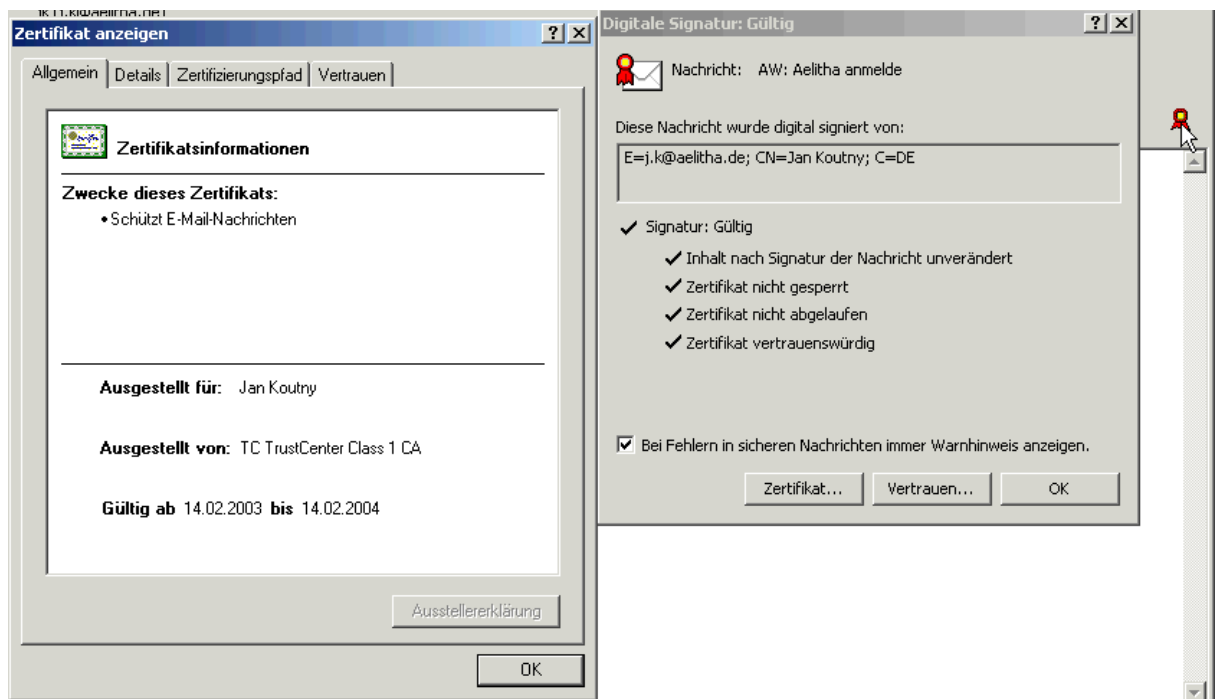 Zertifikat anzeigen
Allgemein Details Zertifizierungspfad Vertrauen
Zertifikatsinformationen
Zwecke dieses Zertifikats:
•Schützt E-Mail-Nachrichten
Ausgestellt für: Jan Koutny
Ausgestellt von: TC TrustCenter Class 1 CA
Gültig ab 14.02.2003 bis 14.02.2004
Ausstellererklärung
OK
Digitale Signatur: Gültig
Nachricht: AW: Aelitha anmelde
Diese Nachricht wurde digital signiert von:
E=j.k@aelitha.de; CN=Jan Koutny; C=DE
Signatur: Gültig
Inhalt nach Signatur der Nachricht unverändert
Zertifikat nicht gesperrt
Zertifikat nicht abgelaufen
Zertifikat vertrauenswürdig
Bei Fehlern in sicheren Nachrichten immer Warnhinweis anzeigen.
Zertifikat... Vertrauen... OK